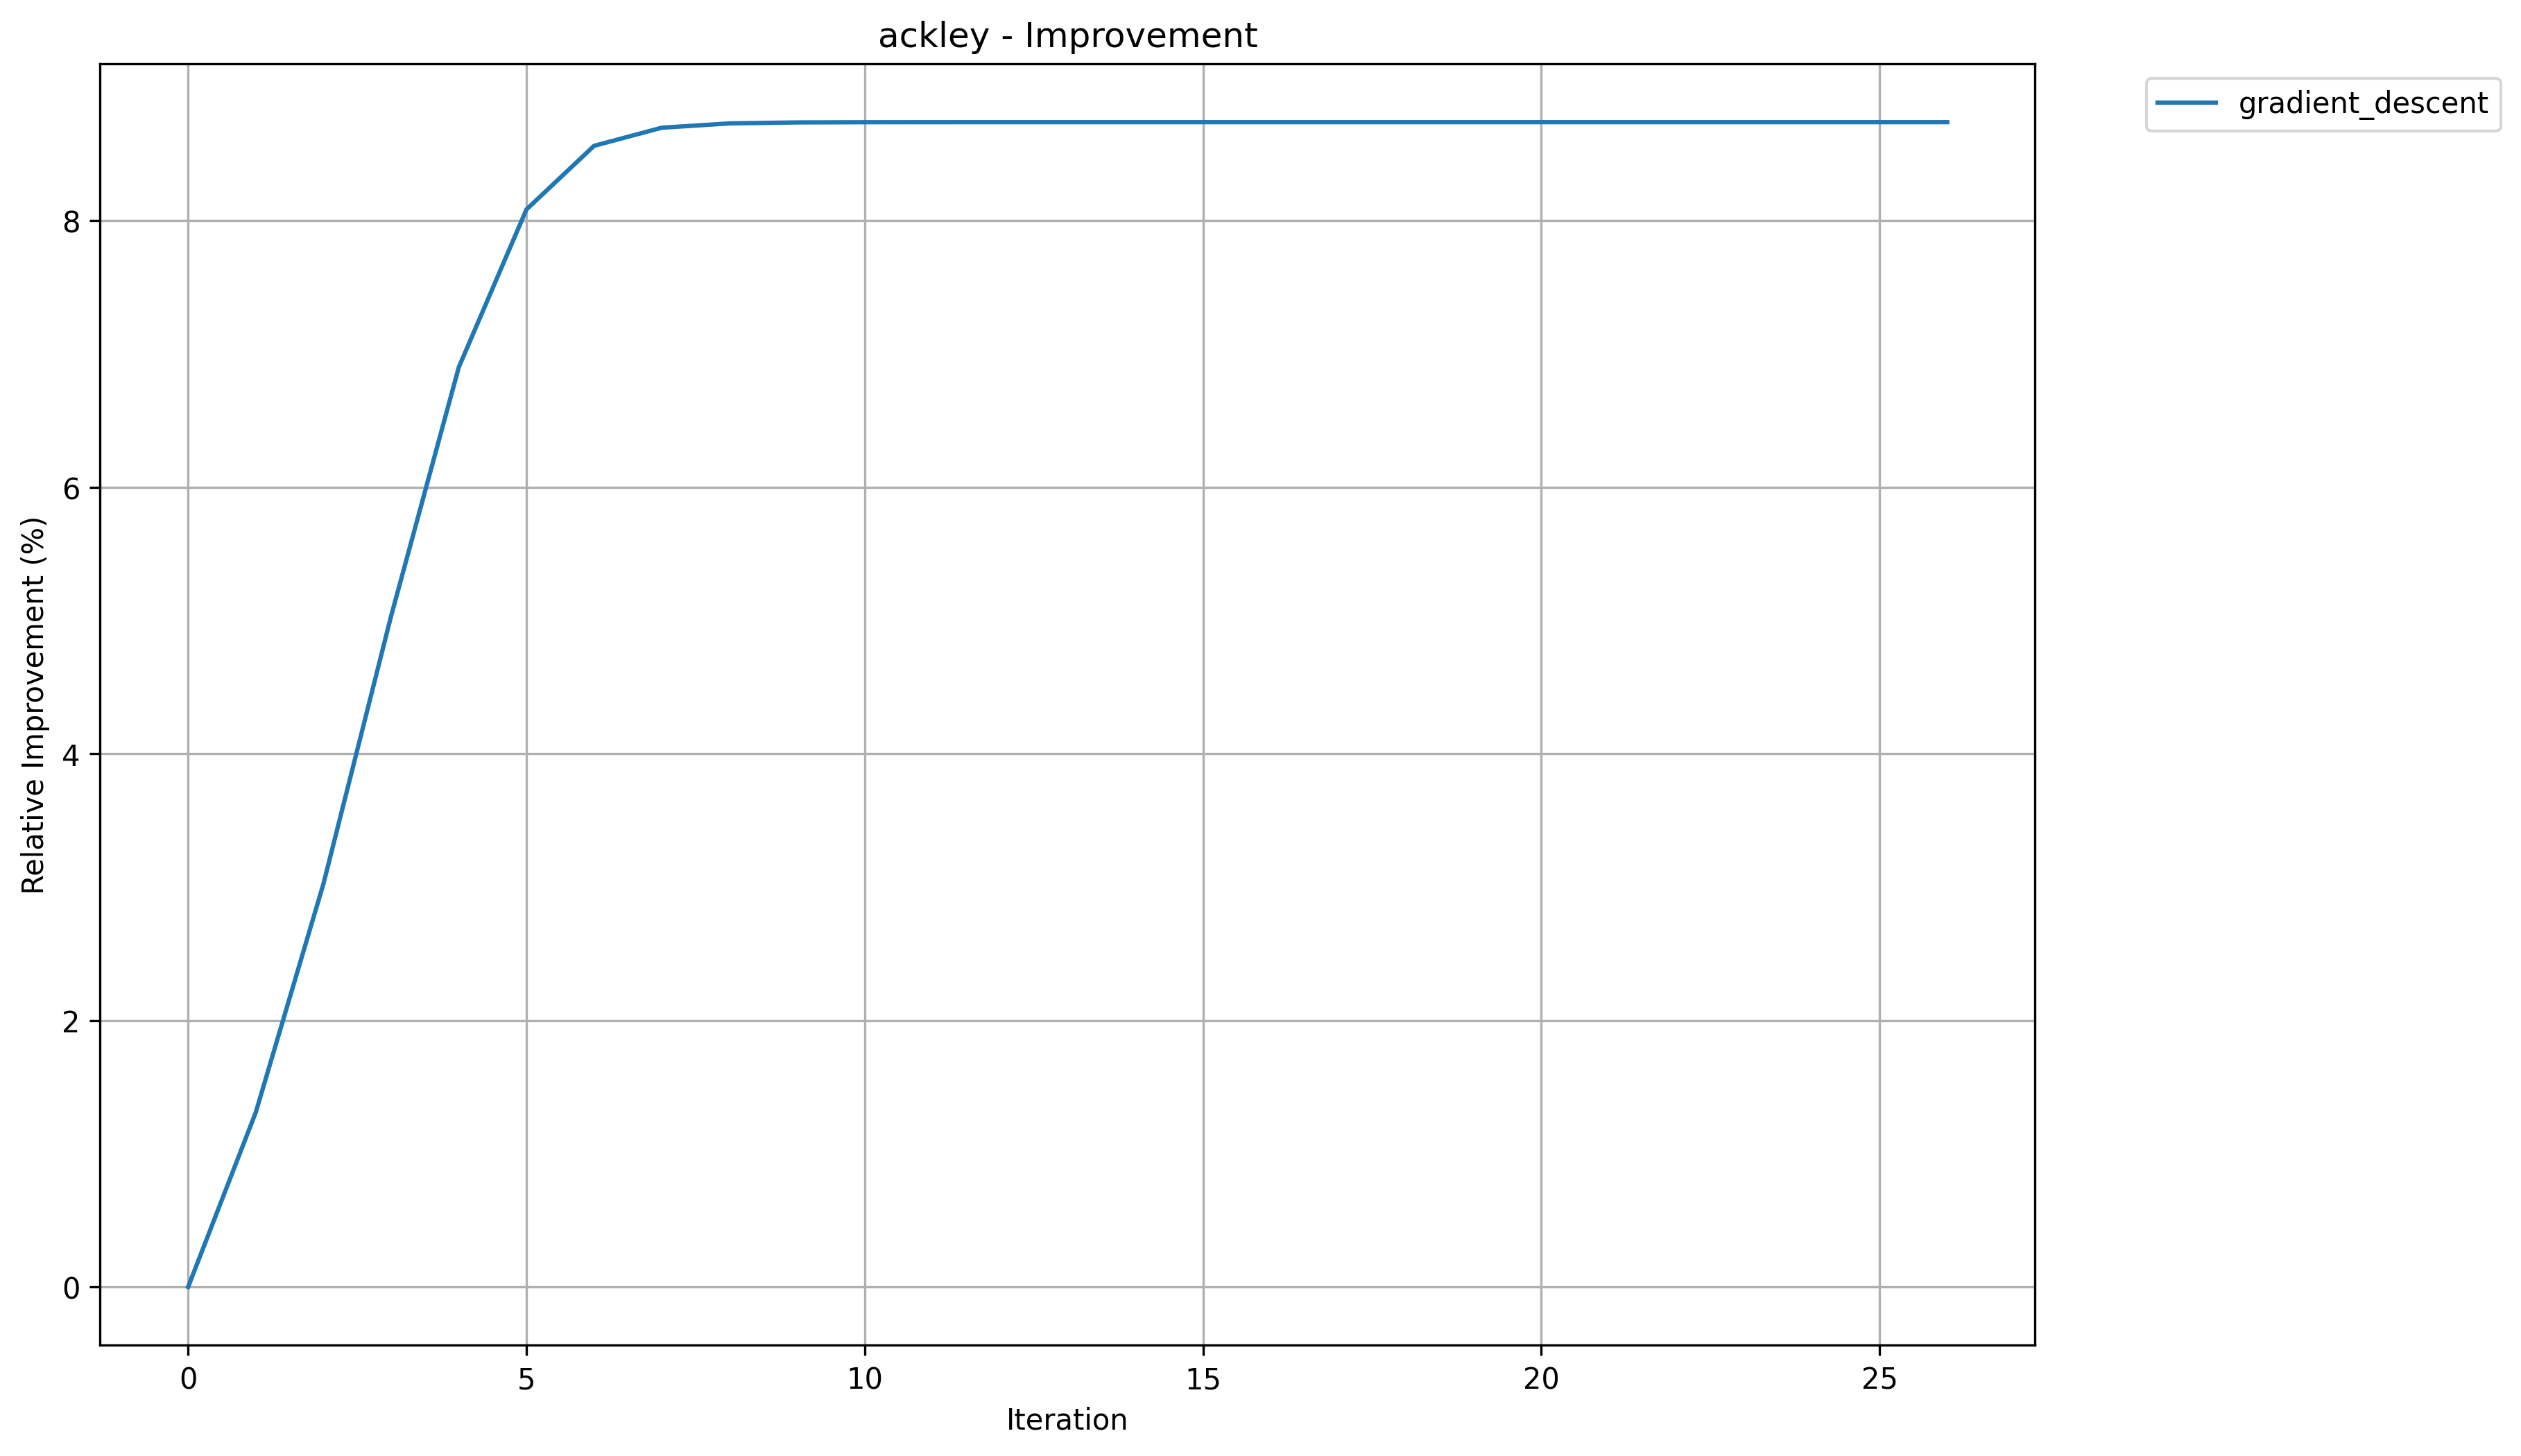 ackley - Improvement
gradient_descent
Relative Improvement (%)
8
6
4
2
0
0 5 10 15 20 25
Iteration